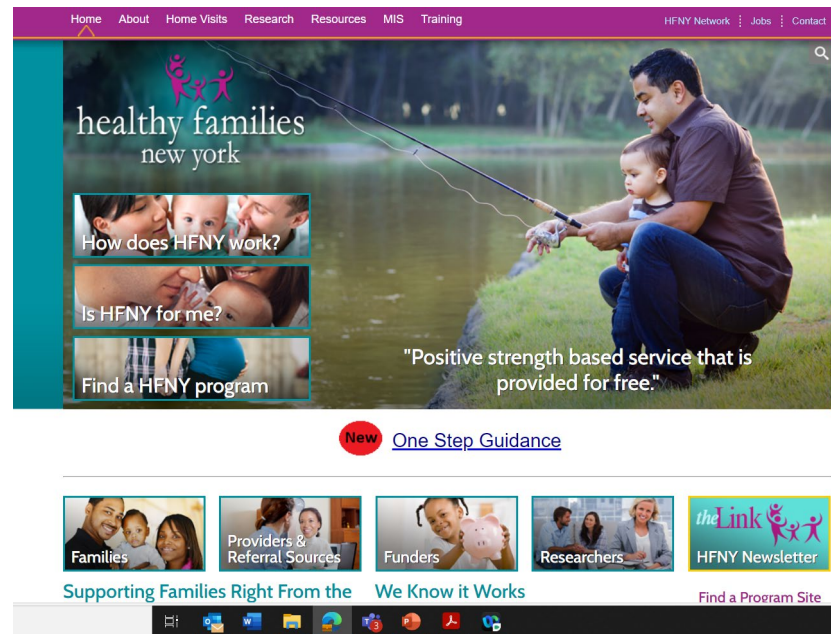 Home About Home Visits Research Resources MIS Training
HFNY Network Jobs Contact
healthy families
new york
How does HFNY work?
Is HFNY for me?
Find a HFNY program
"Positive strength based service that is
provided for free."
New One Step Guidance
Families
Providers &
Referral Sources
Funders
Researchers
theLink
HFNY Newsletter
Supporting Families Right From the
We Know it Works
Find a Program Site